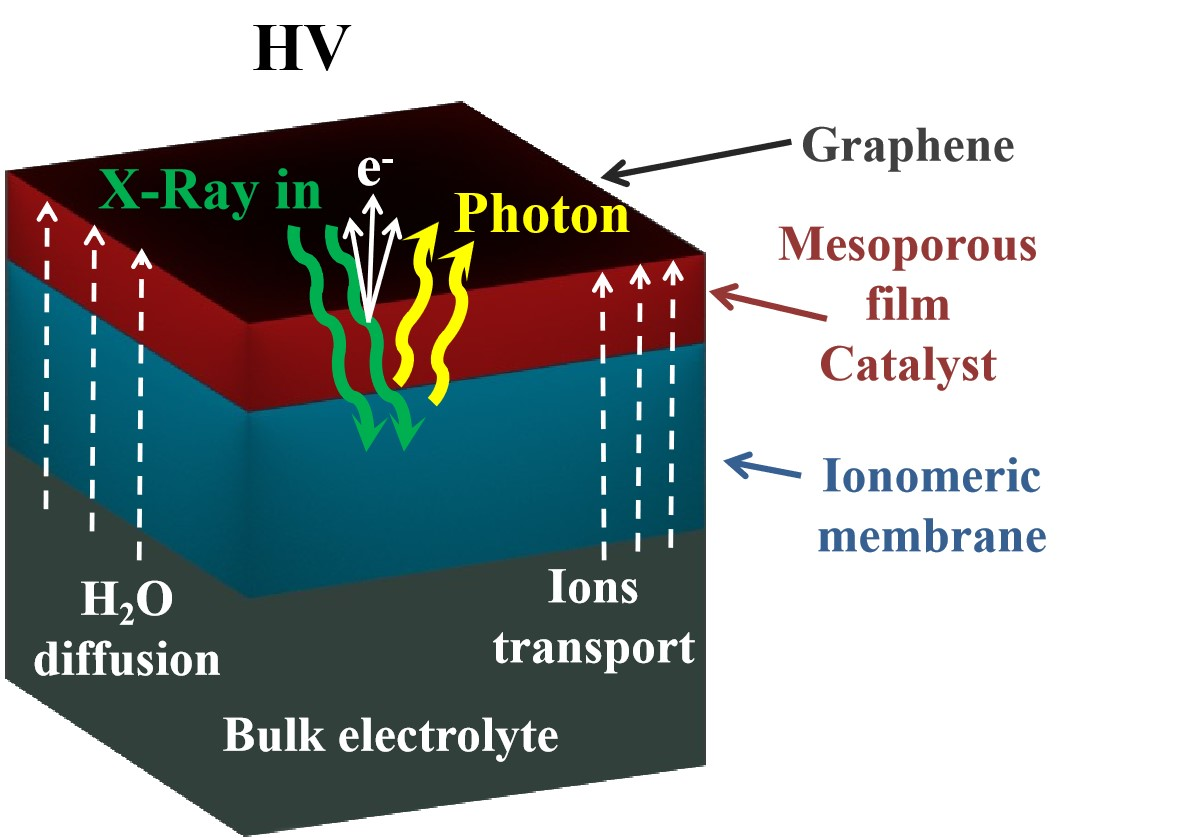 HV
Graphene
X-Ray in
e-
Photon
Mesoporous
film
Catalyst
Ionomeric
membrane
H₂O
diffusion
Ions
transport
Bulk electrolyte